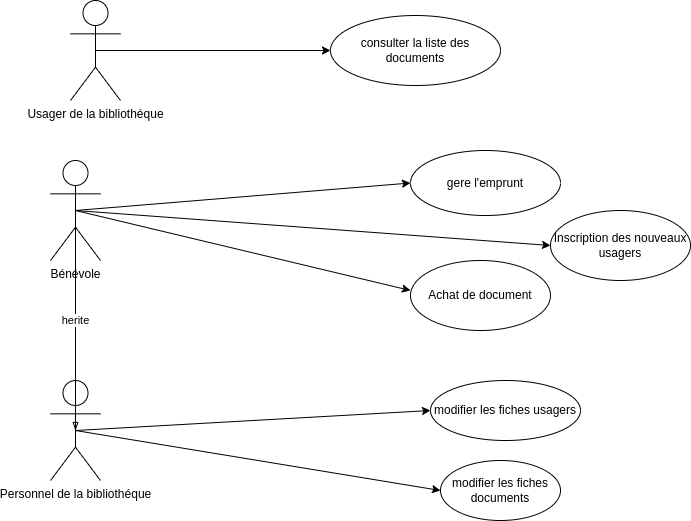 consulter la liste des
documents
Usager de la bibliothéque
gere l'emprunt
Inscription des nouveaux
usagers
Bénévole
Achat de document
herite
modifier les fiches usagers
modifier les fiches
documents
Personnel de la bibliothéque